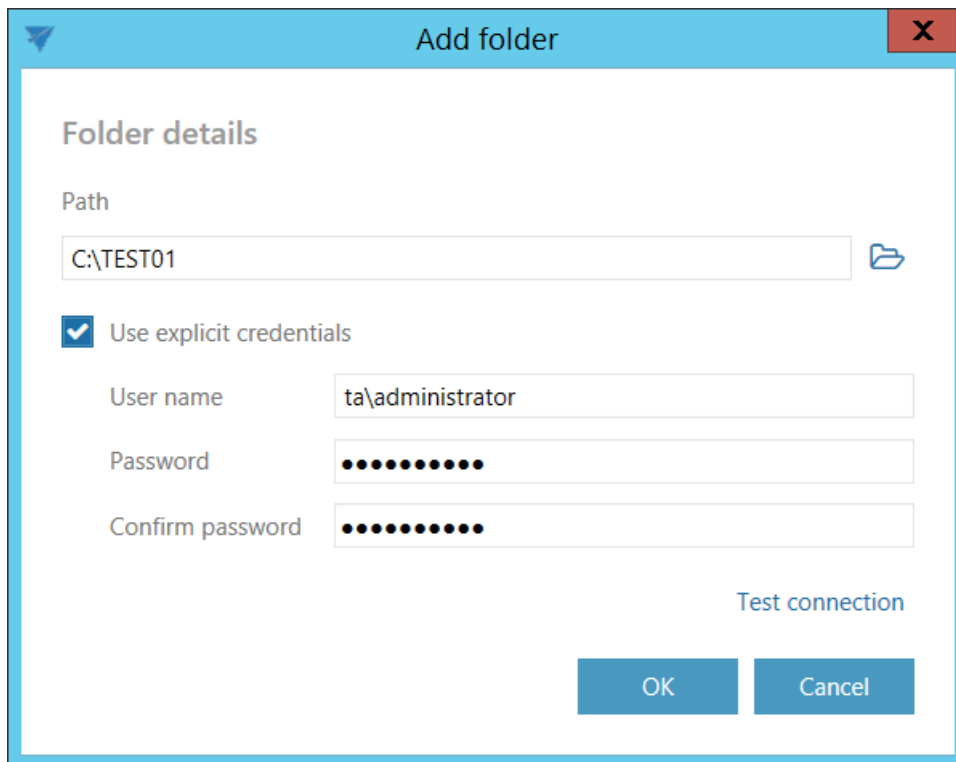 Add folder
X
Folder details
Path
C:\TEST01
Use explicit credentials
User name ta\administrator
Password ••••••••••
Confirm password ••••••••••
Test connection
OK Cancel